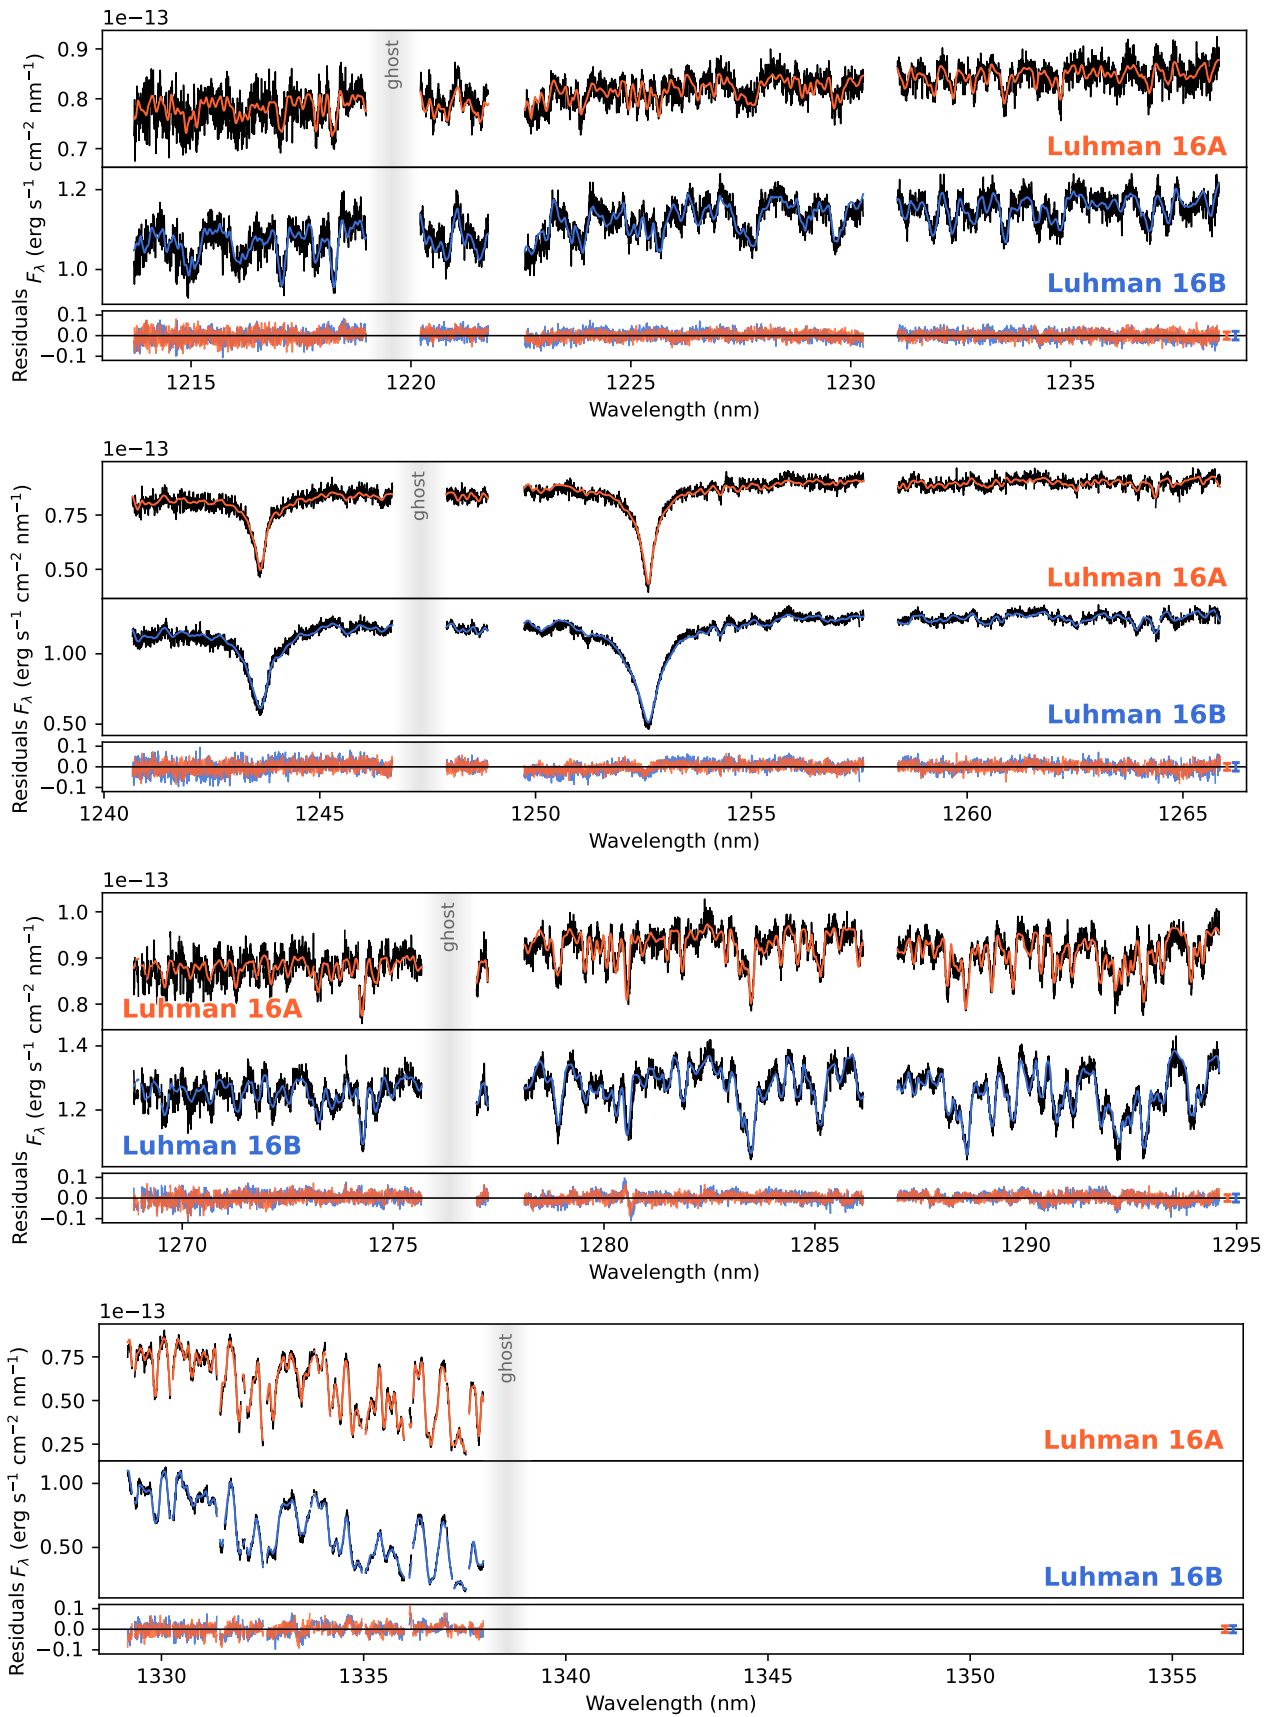 1e−13
0.9
0.8
0.7
ghost
Luhman 16A
1.2
1.0
Luhman 16B
F_λ (erg s⁻¹ cm⁻² nm⁻¹)
0.1
0.0
−0.1
Residuals
1215 1220 1225 1230 1235
Wavelength (nm)
1e−13
0.75
0.50
ghost
Luhman 16A
1.00
0.50
Luhman 16B
F_λ (erg s⁻¹ cm⁻² nm⁻¹)
0.1
0.0
−0.1
Residuals
1240 1245 1250 1255 1260 1265
Wavelength (nm)
1e−13
1.0
0.9
0.8
ghost
Luhman 16A
1.4
1.2
Luhman 16B
F_λ (erg s⁻¹ cm⁻² nm⁻¹)
0.1
0.0
−0.1
Residuals
1270 1275 1280 1285 1290 1295
Wavelength (nm)
1e−13
0.75
0.50
0.25
ghost
Luhman 16A
1.00
0.50
Luhman 16B
F_λ (erg s⁻¹ cm⁻² nm⁻¹)
0.1
0.0
−0.1
Residuals
1330 1335 1340 1345 1350 1355
Wavelength (nm)